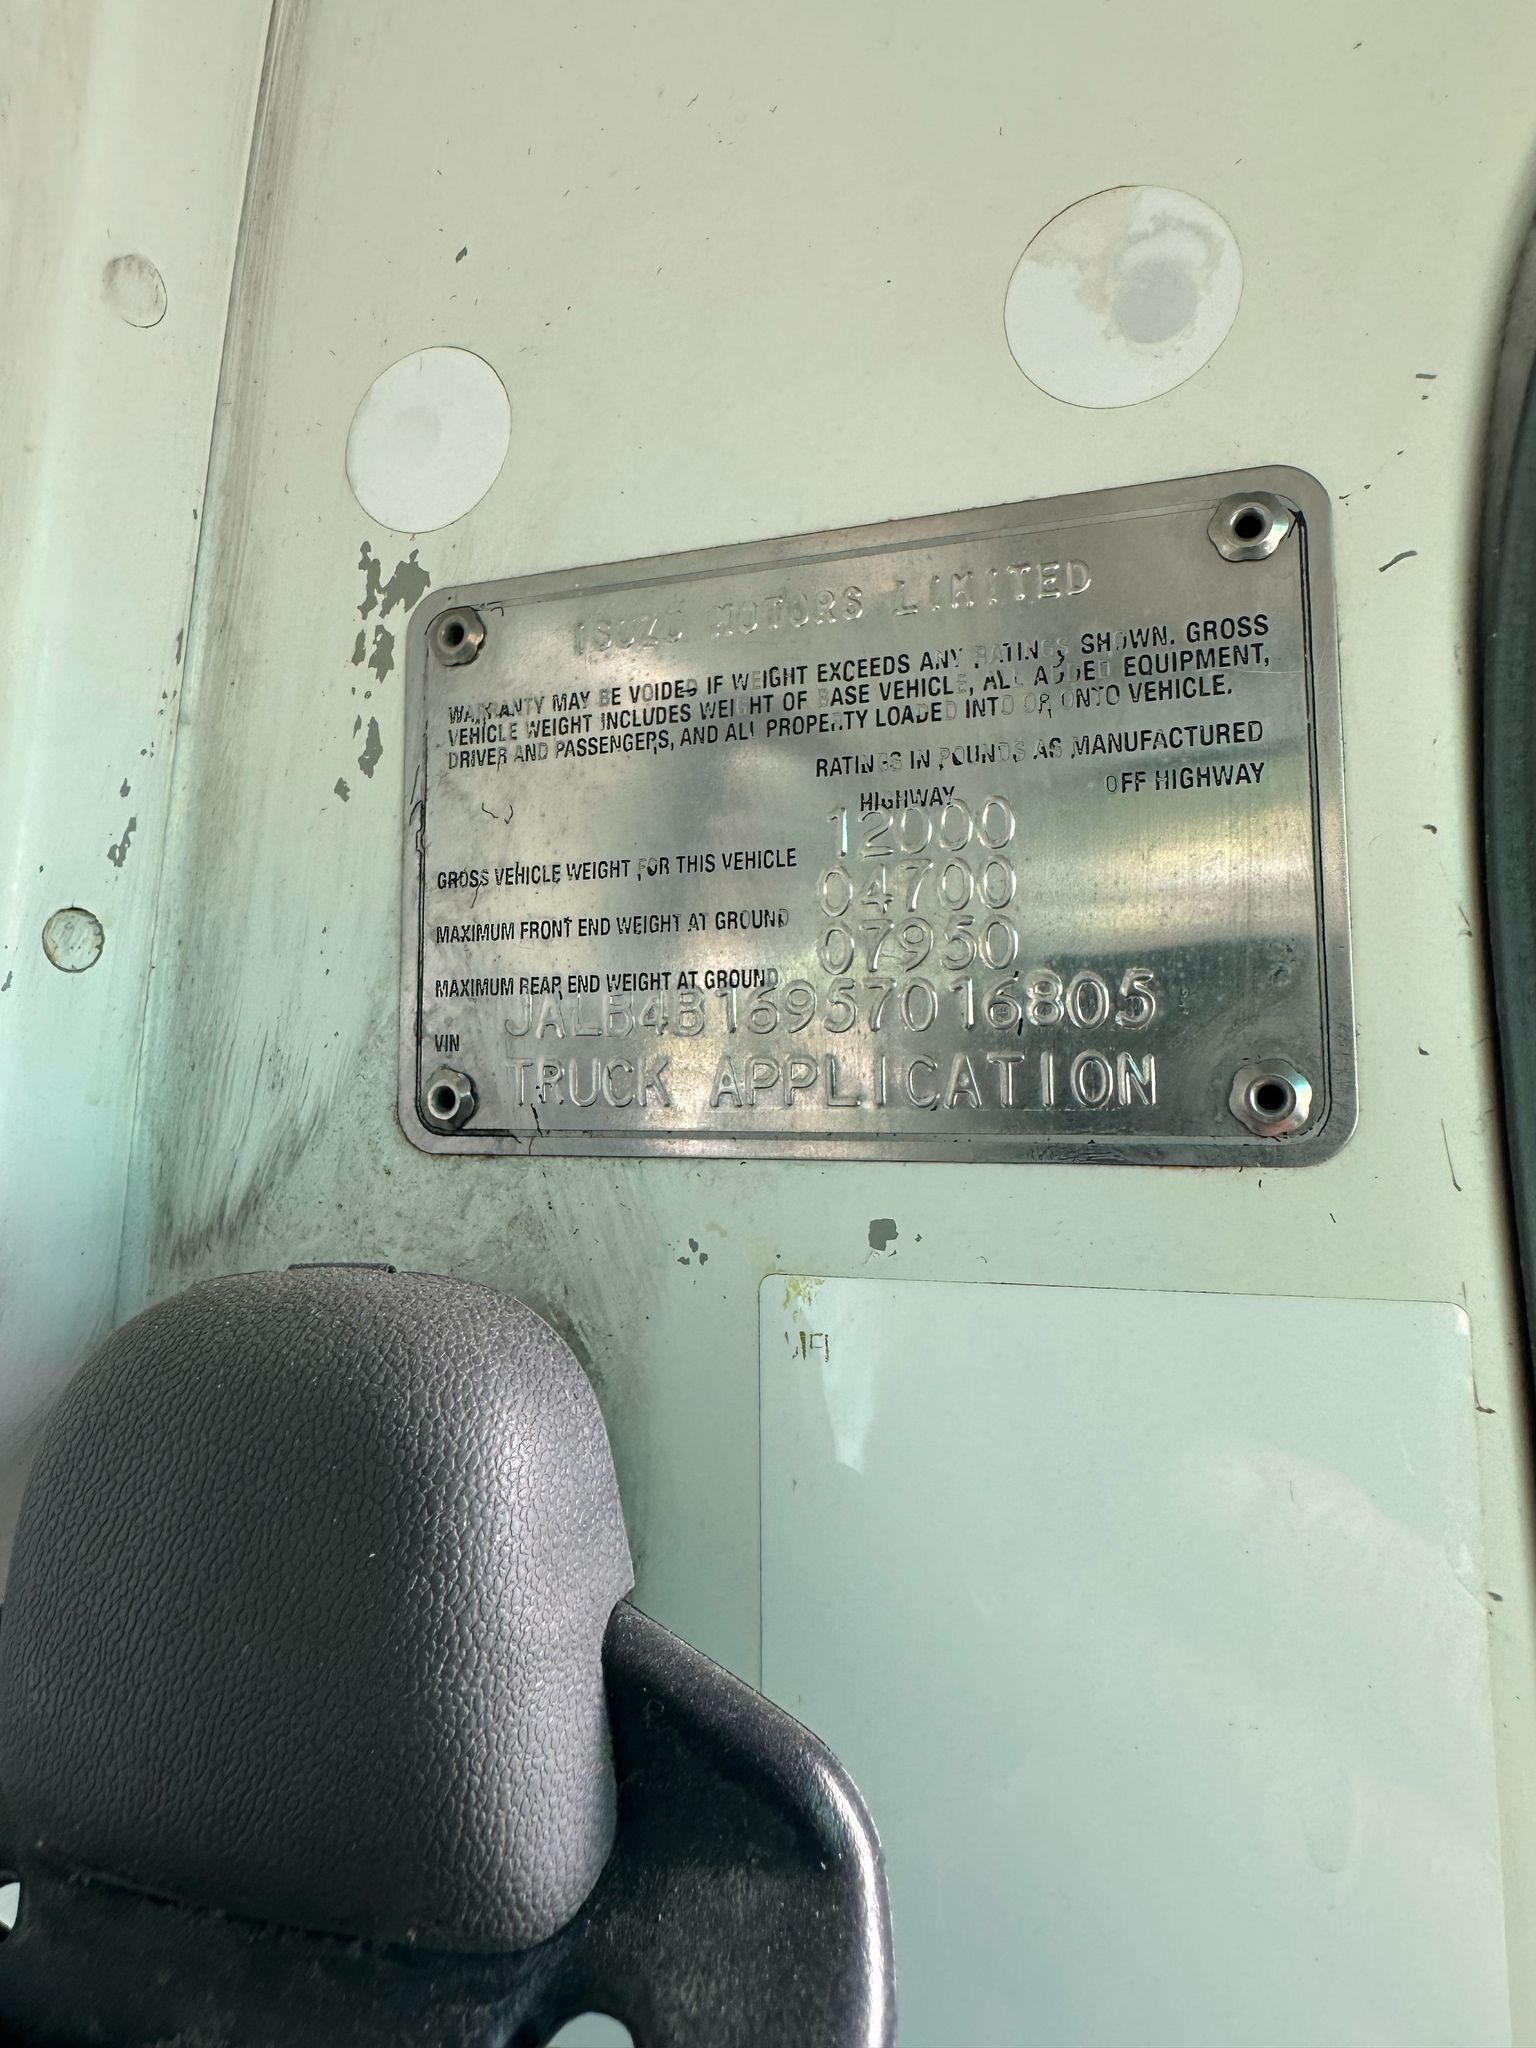 ISUZU MOTORS LIMITED
WARRANTY MAY BE VOIDED IF WEIGHT EXCEEDS ANY RATINGS SHOWN. GROSS
VEHICLE WEIGHT INCLUDES WEIGHT OF BASE VEHICLE, ALL ADDED EQUIPMENT,
DRIVER AND PASSENGERS, AND ALL PROPERTY LOADED INTO OR ONTO VEHICLE.
RATINGS IN POUNDS AS MANUFACTURED
HIGHWAY OFF HIGHWAY
GROSS VEHICLE WEIGHT FOR THIS VEHICLE 12000
MAXIMUM FRONT END WEIGHT AT GROUND 04700
MAXIMUM REAR END WEIGHT AT GROUND 07950
VIN JALB4B16957016805
TRUCK APPLICATION